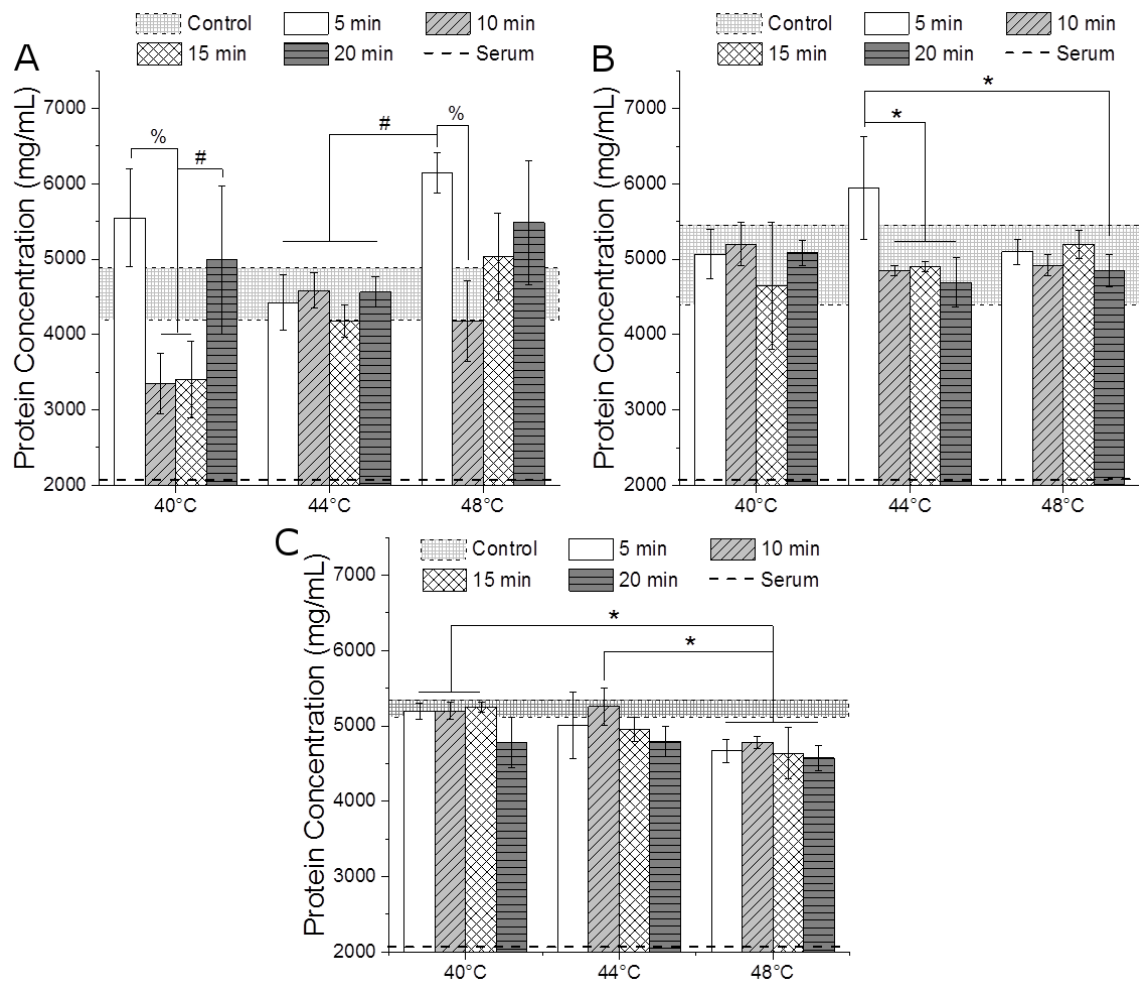 A
Control 5 min 10 min
15 min 20 min Serum
Protein Concentration (mg/mL)
7000
6000
5000
4000
3000
2000
% # # %
40°C 44°C 48°C
B
Control 5 min 10 min
15 min 20 min Serum
Protein Concentration (mg/mL)
7000
6000
5000
4000
3000
2000
* *
40°C 44°C 48°C
C
Control 5 min 10 min
15 min 20 min Serum
Protein Concentration (mg/mL)
7000
6000
5000
4000
3000
2000
* *
40°C 44°C 48°C